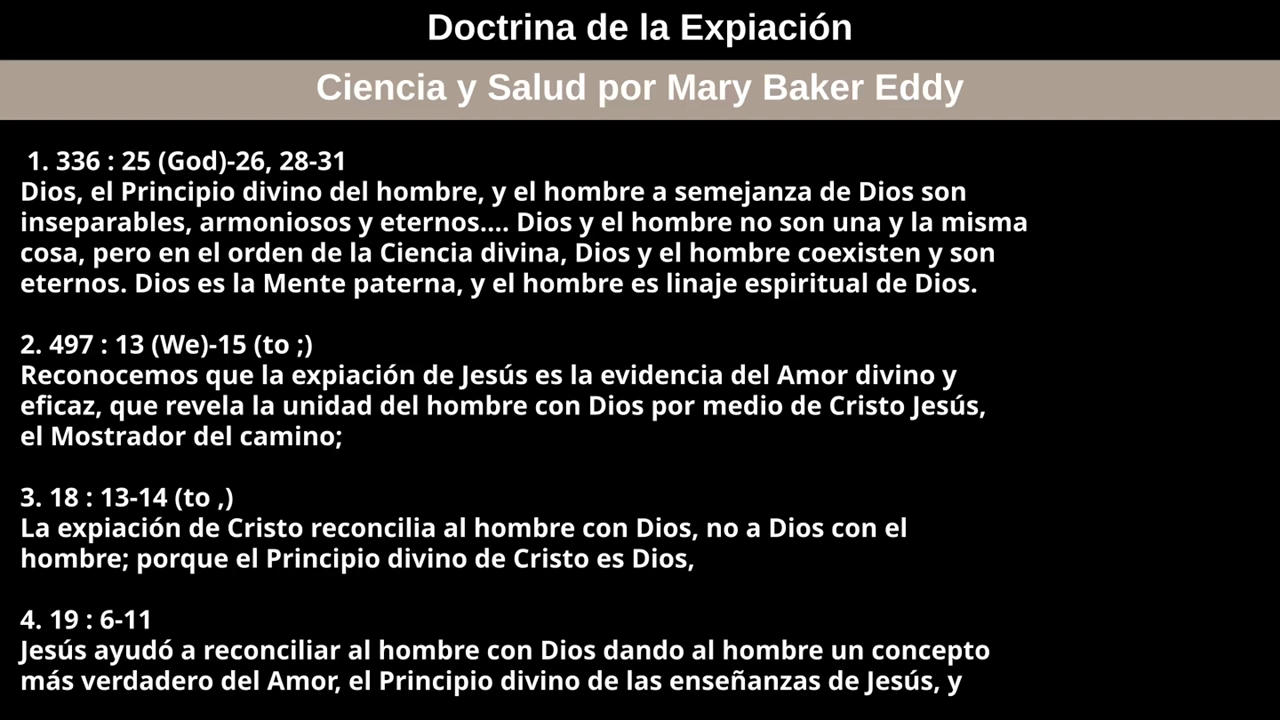 Doctrina de la Expiación
Ciencia y Salud por Mary Baker Eddy
1. 336 : 25 (God)-26, 28-31
Dios, el Principio divino del hombre, y el hombre a semejanza de Dios son
inseparables, armoniosos y eternos.... Dios y el hombre no son una y la misma
cosa, pero en el orden de la Ciencia divina, Dios y el hombre coexisten y son
eternos. Dios es la Mente paterna, y el hombre es linaje espiritual de Dios.
2. 497 : 13 (We)-15 (to ;)
Reconocemos que la expiación de Jesús es la evidencia del Amor divino y
eficaz, que revela la unidad del hombre con Dios por medio de Cristo Jesús,
el Mostrador del camino;
3. 18 : 13-14 (to ,)
La expiación de Cristo reconcilia al hombre con Dios, no a Dios con el
hombre; porque el Principio divino de Cristo es Dios,
4. 19 : 6-11
Jesús ayudó a reconciliar al hombre con Dios dando al hombre un concepto
más verdadero del Amor, el Principio divino de las enseñanzas de Jesús, y